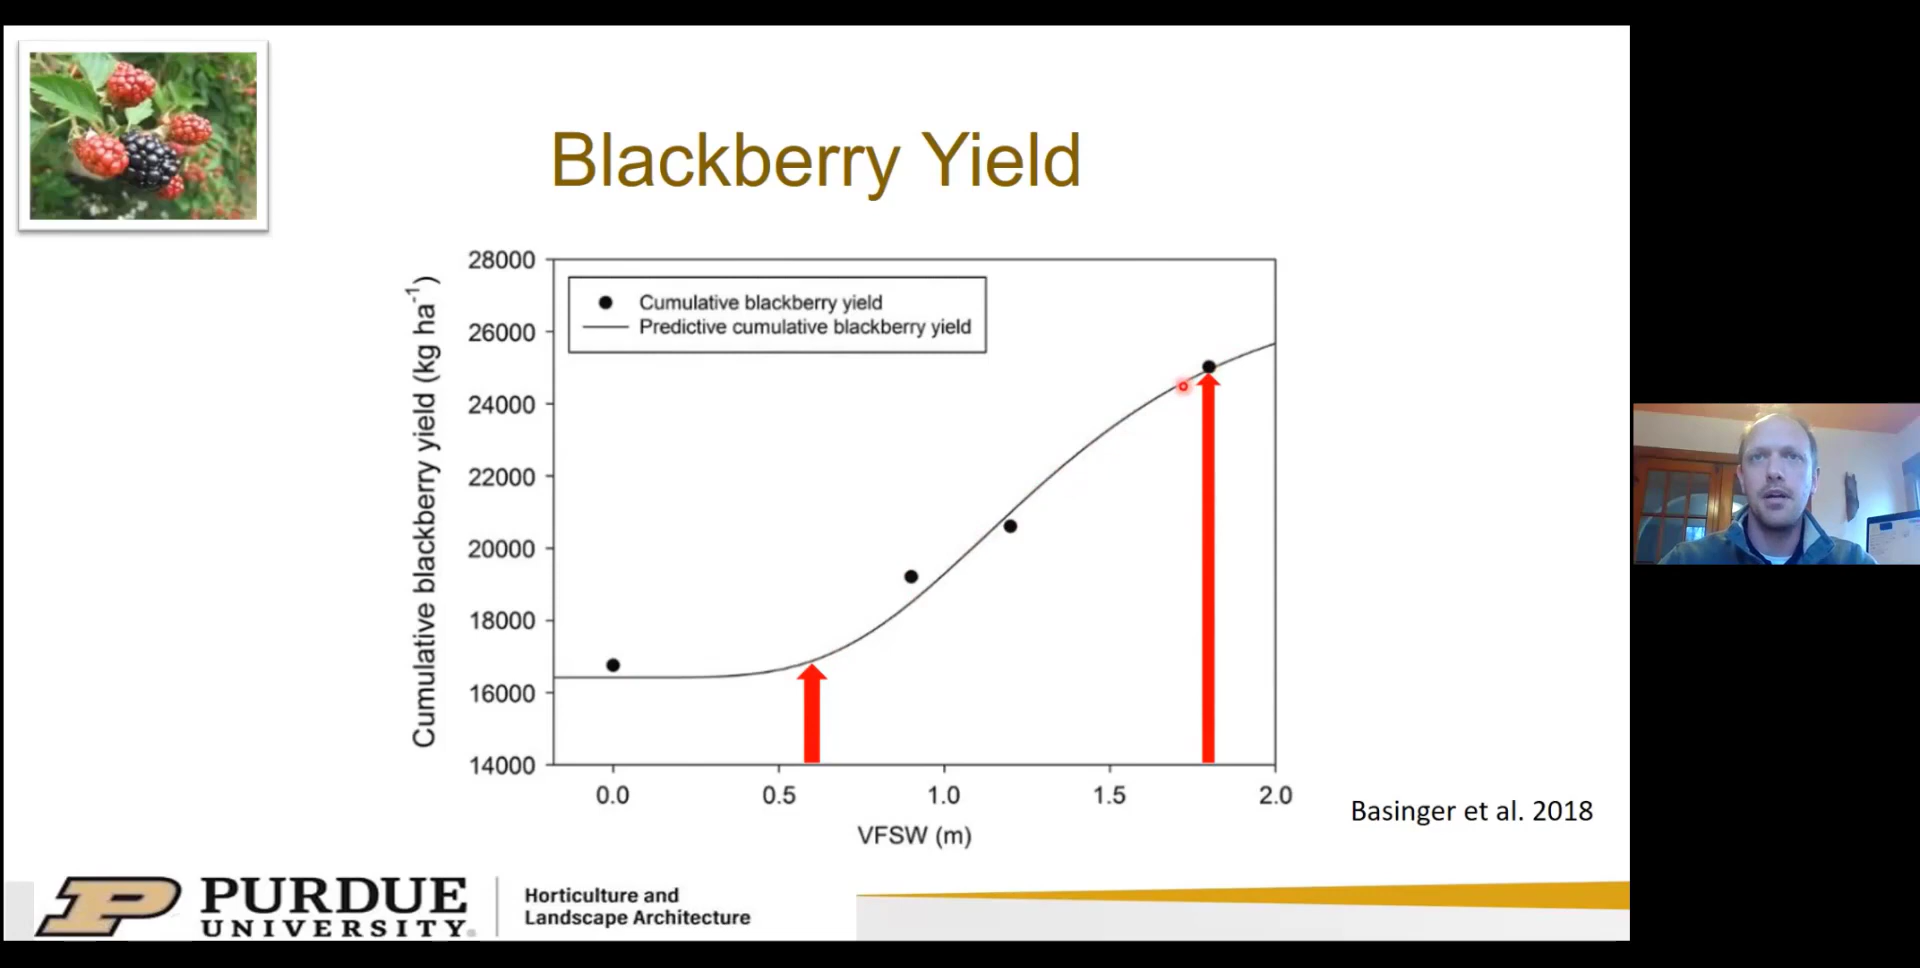 Blackberry Yield
Cumulative blackberry yield (kg ha⁻¹)
28000
26000
24000
22000
20000
18000
16000
14000
Cumulative blackberry yield
Predictive cumulative blackberry yield
0.0 0.5 1.0 1.5 2.0
VFSW (m)
Basinger et al. 2018
P PURDUE
UNIVERSITY.
Horticulture and
Landscape Architecture